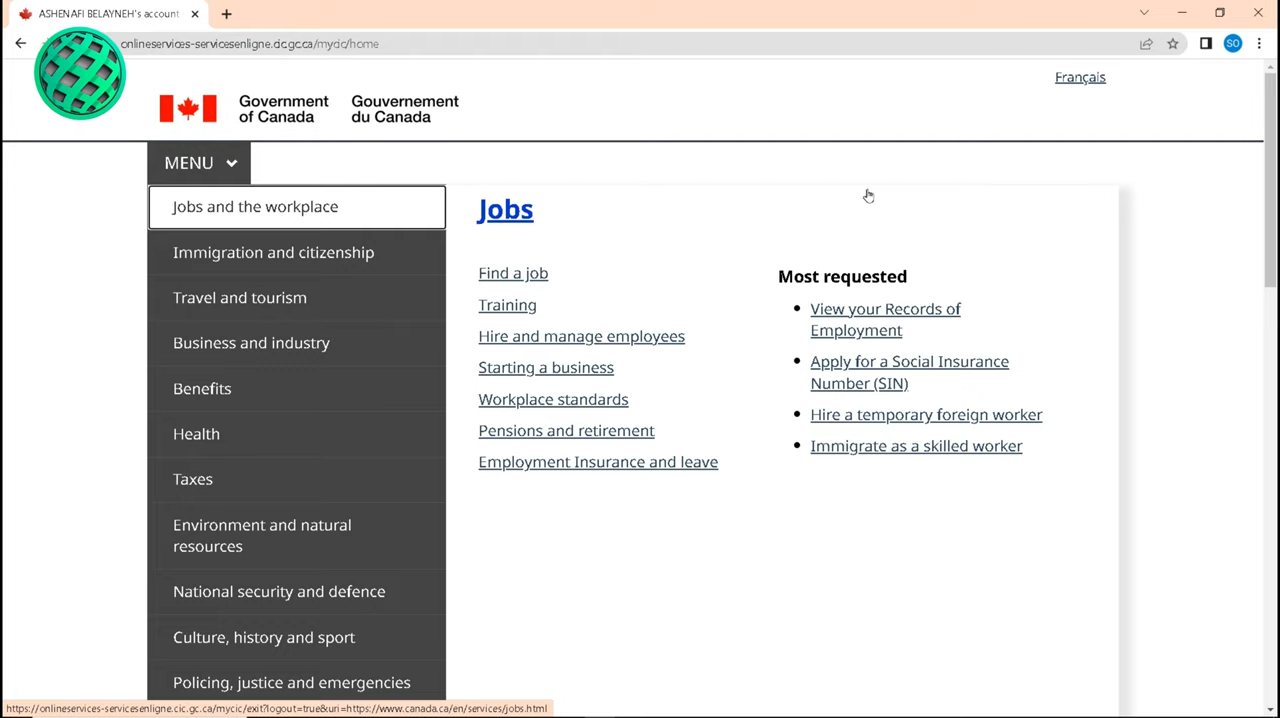 ASHENAFI BELAYNEH's account
onlineservices-servicesenligne.cic.gc.ca/mycic/home
SO
Français
Government of Canada
Gouvernement du Canada
MENU
Jobs and the workplace
Immigration and citizenship
Travel and tourism
Business and industry
Benefits
Health
Taxes
Environment and natural
resources
National security and defence
Culture, history and sport
Policing, justice and emergencies
Jobs
Find a job
Training
Hire and manage employees
Starting a business
Workplace standards
Pensions and retirement
Employment Insurance and leave
Most requested
View your Records of
Employment
Apply for a Social Insurance
Number (SIN)
Hire a temporary foreign worker
Immigrate as a skilled worker
https://onlineservices-servicesenligne.cic.gc.ca/mycic/exit?logout=true&uri=https://www.canada.ca/en/services/jobs.html